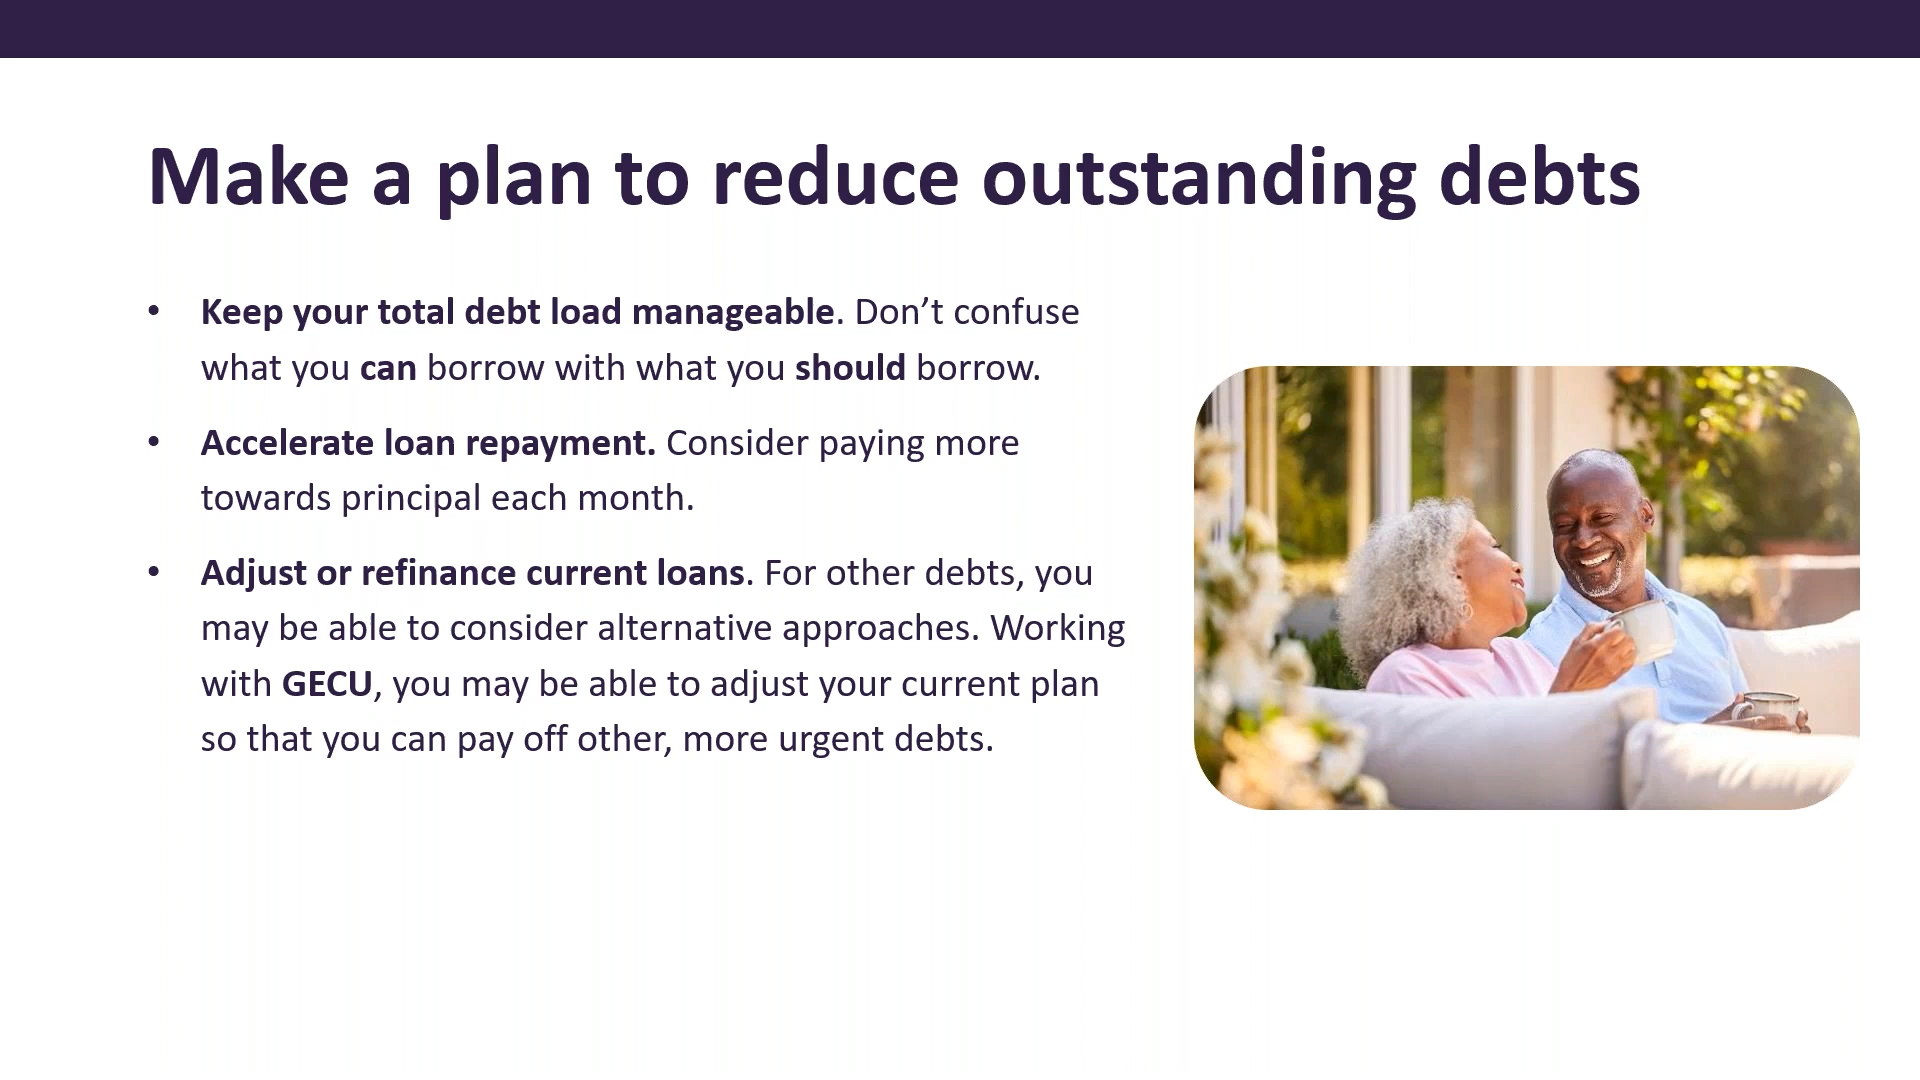 Make a plan to reduce outstanding debts
• Keep your total debt load manageable. Don’t confuse
what you can borrow with what you should borrow.
• Accelerate loan repayment. Consider paying more
towards principal each month.
• Adjust or refinance current loans. For other debts, you
may be able to consider alternative approaches. Working
with GECU, you may be able to adjust your current plan
so that you can pay off other, more urgent debts.